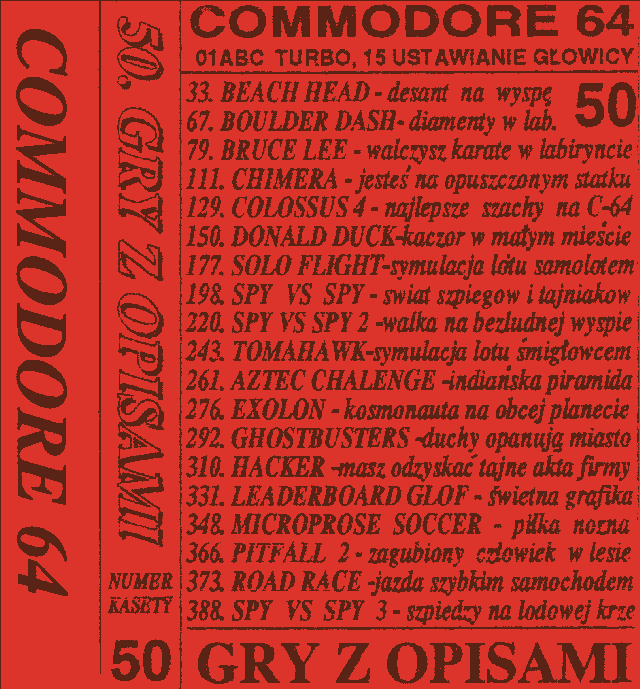 COMMODORE 64
50. GRY Z OPISAMI
NUMER
KASETY
50
COMMODORE 64
01ABC TURBO, 15 USTAWIANIE GŁOWICY
50
33. BEACH HEAD - desant na wyspę
67. BOULDER DASH- diamenty w lab.
79. BRUCE LEE - walczysz karate w labiryncie
111. CHIMERA - jesteś na opuszczonym statku
129. COLOSSUS 4 - najlepsze szachy na C-64
150. DONALD DUCK-kaczor w małym mieście
177. SOLO FLIGHT-symulacja lotu samolotem
198. SPY VS SPY - swiat szpiegow i tajniakow
220. SPY VS SPY 2 -walka na bezludnej wyspie
243. TOMAHAWK-symulacja lotu śmigłowcem
261. AZTEC CHALENGE -indiańska piramida
276. EXOLON - kosmonauta na obcej planecie
292. GHOSTBUSTERS -duchy opanują miasto
310. HACKER -masz odzyskać tajne akta firmy
331. LEADERBOARD GLOF - świetna grafika
348. MICROPROSE SOCCER - piłka nozna
366. PITFALL 2 - zagubiony człowiek w lesie
373. ROAD RACE -jazda szybkim samochodem
388. SPY VS SPY 3 - szpiedzy na lodowej krze
GRY Z OPISAMI